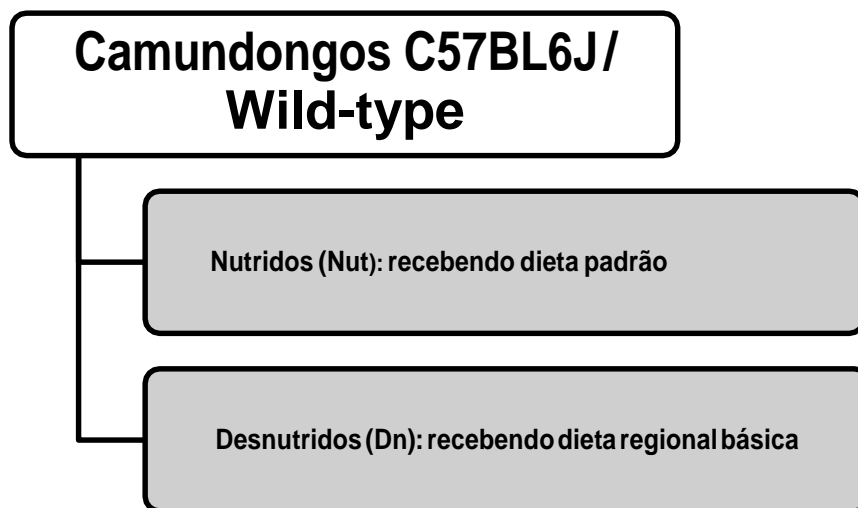 Camundongos C57BL6J/
Wild-type
Nutridos (Nut): recebendo dieta padrão
Desnutridos (Dn): recebendo dieta regional básica